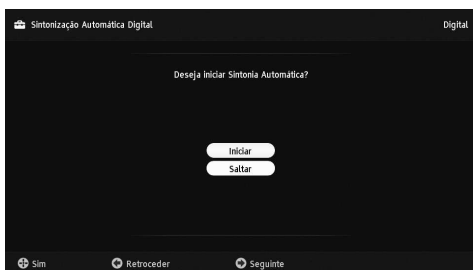 Sintonização Automática Digital Digital
Deseja iniciar Sintonia Automática?
Iniciar
Saltar
Sim Retroceder Seguinte